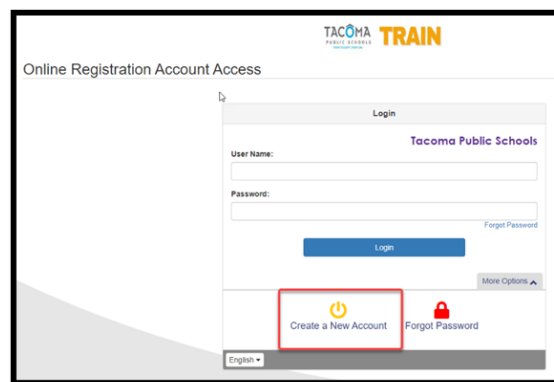 TACOMA TRAIN
PUBLIC SCHOOLS
Online Registration Account Access
Login
Tacoma Public Schools
User Name:
Password:
Forgot Password
Login
More Options
Create a New Account
Forgot Password
English